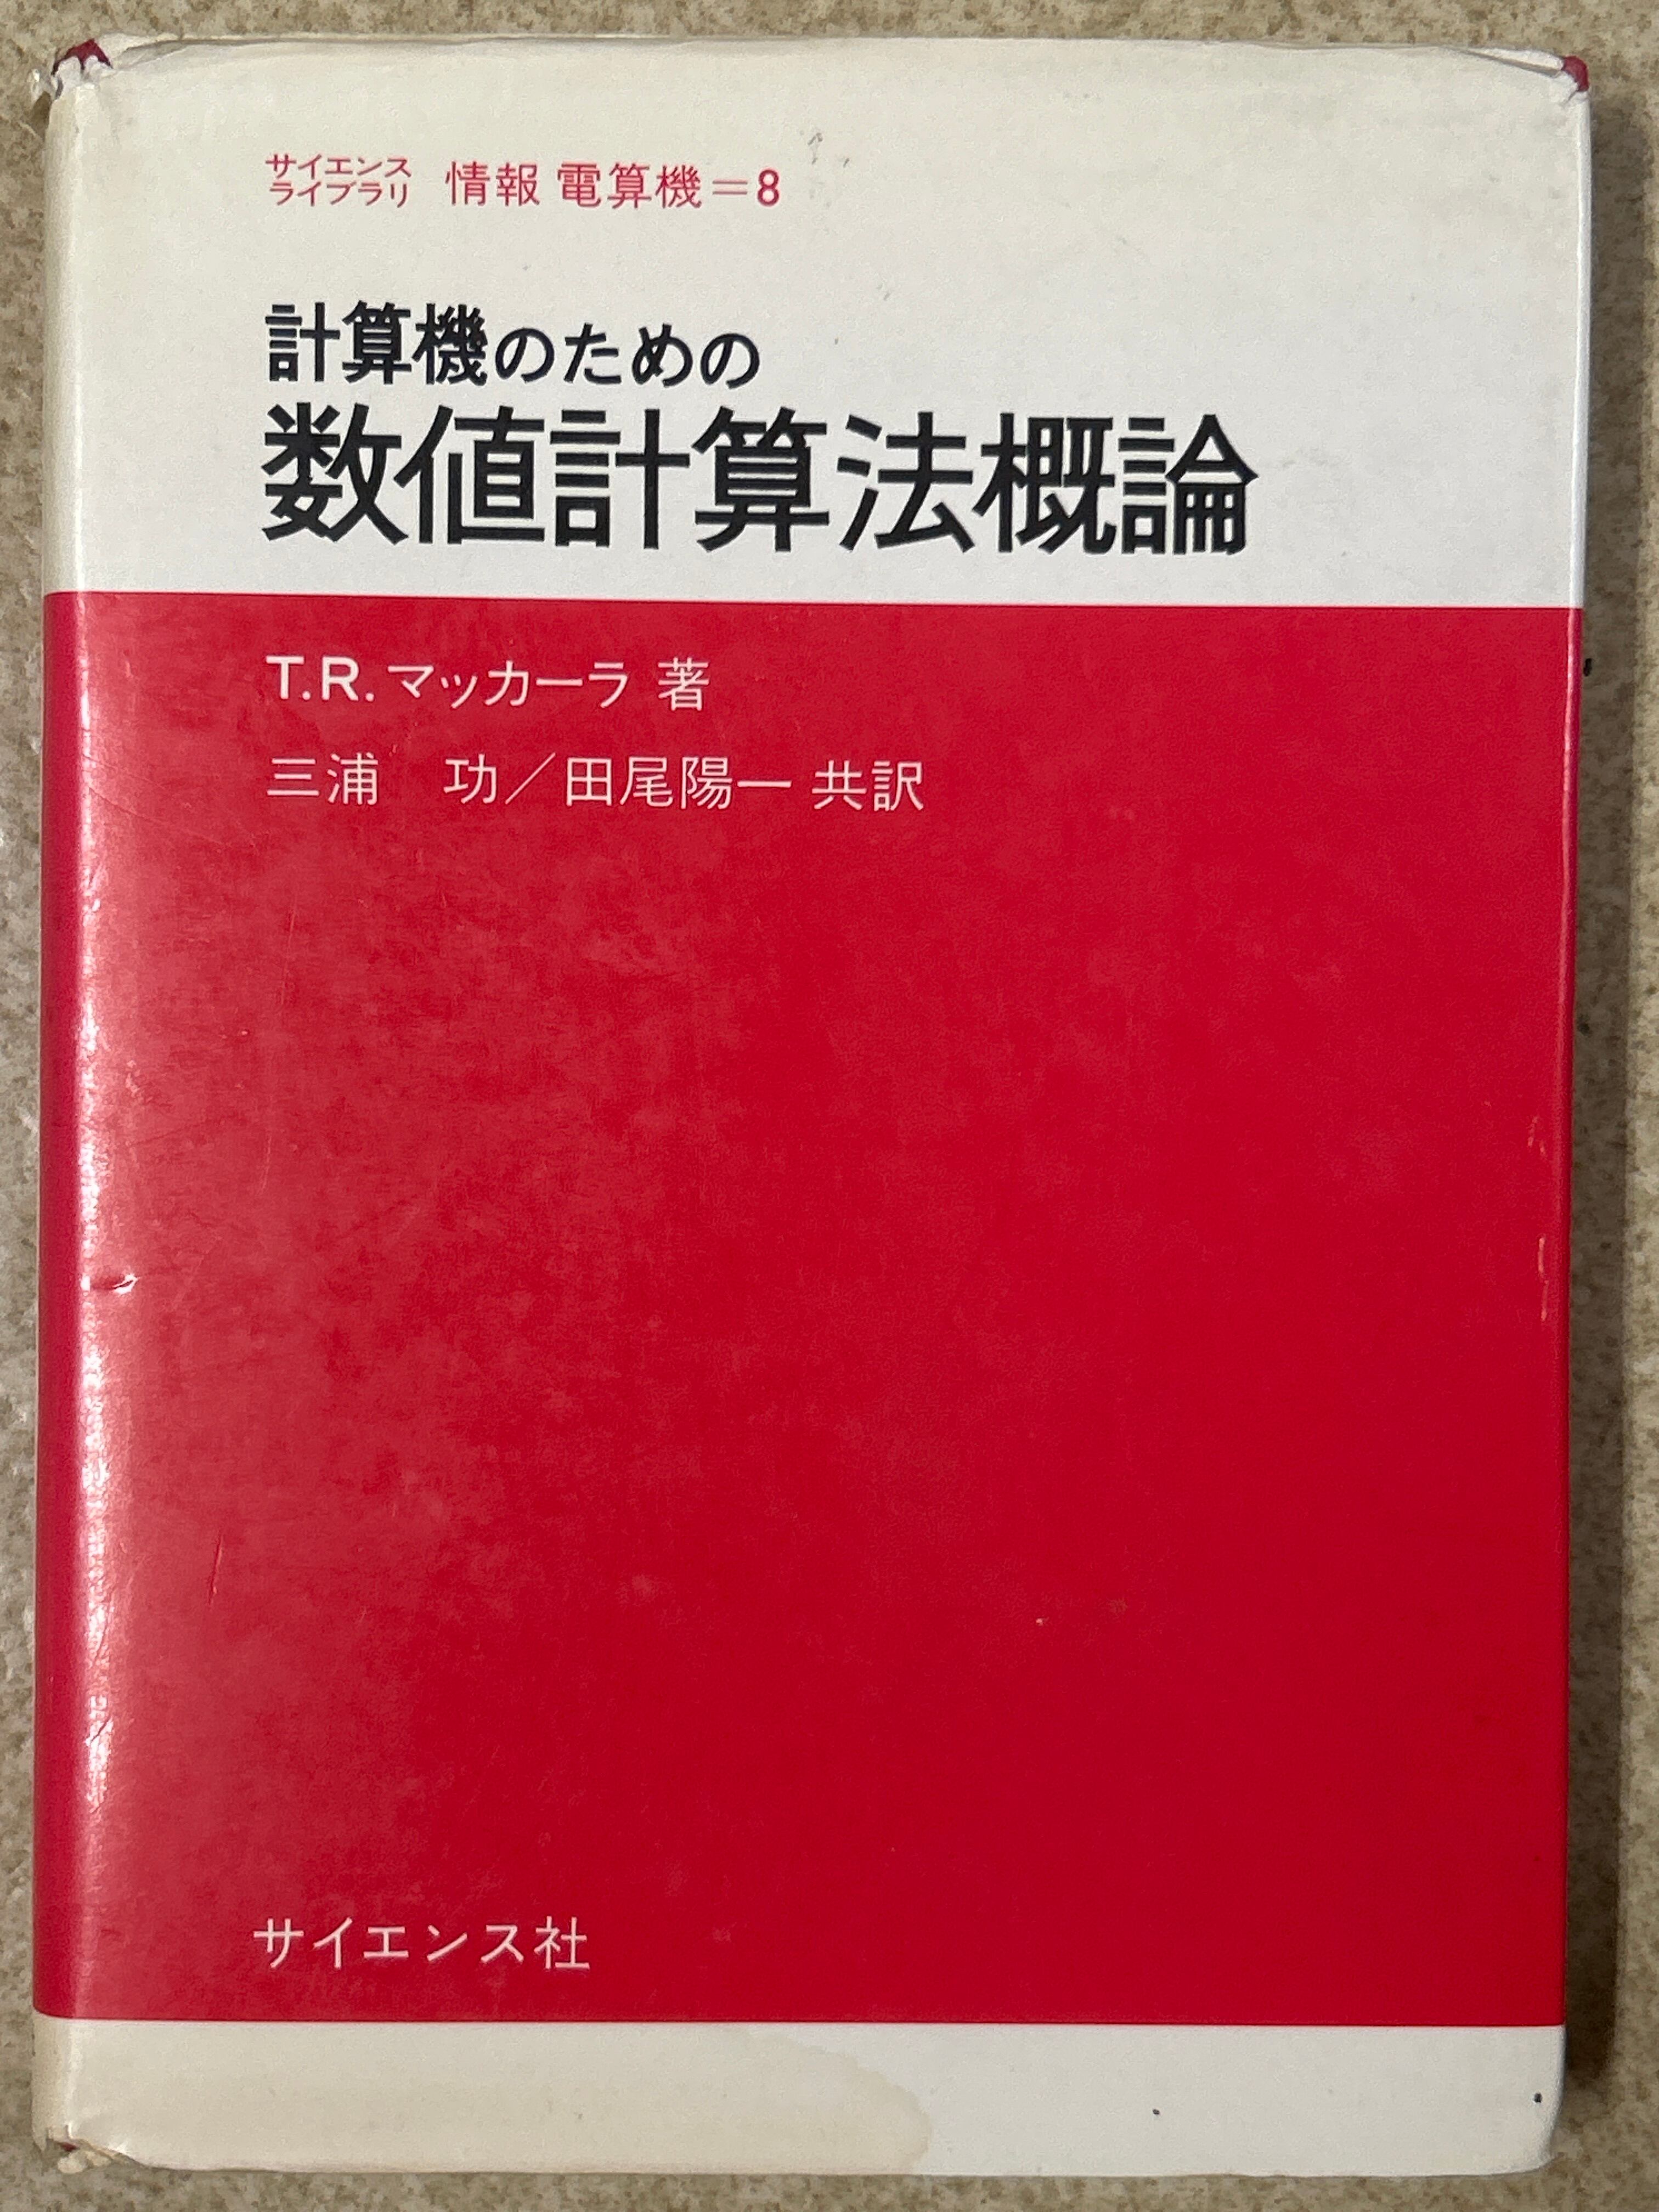 サイエンス
ライブラリ 情報 電算機=8
計算機のための
数値計算法概論
T.R. マッカーラ 著
三浦 功/田尾陽一 共訳
サイエンス社